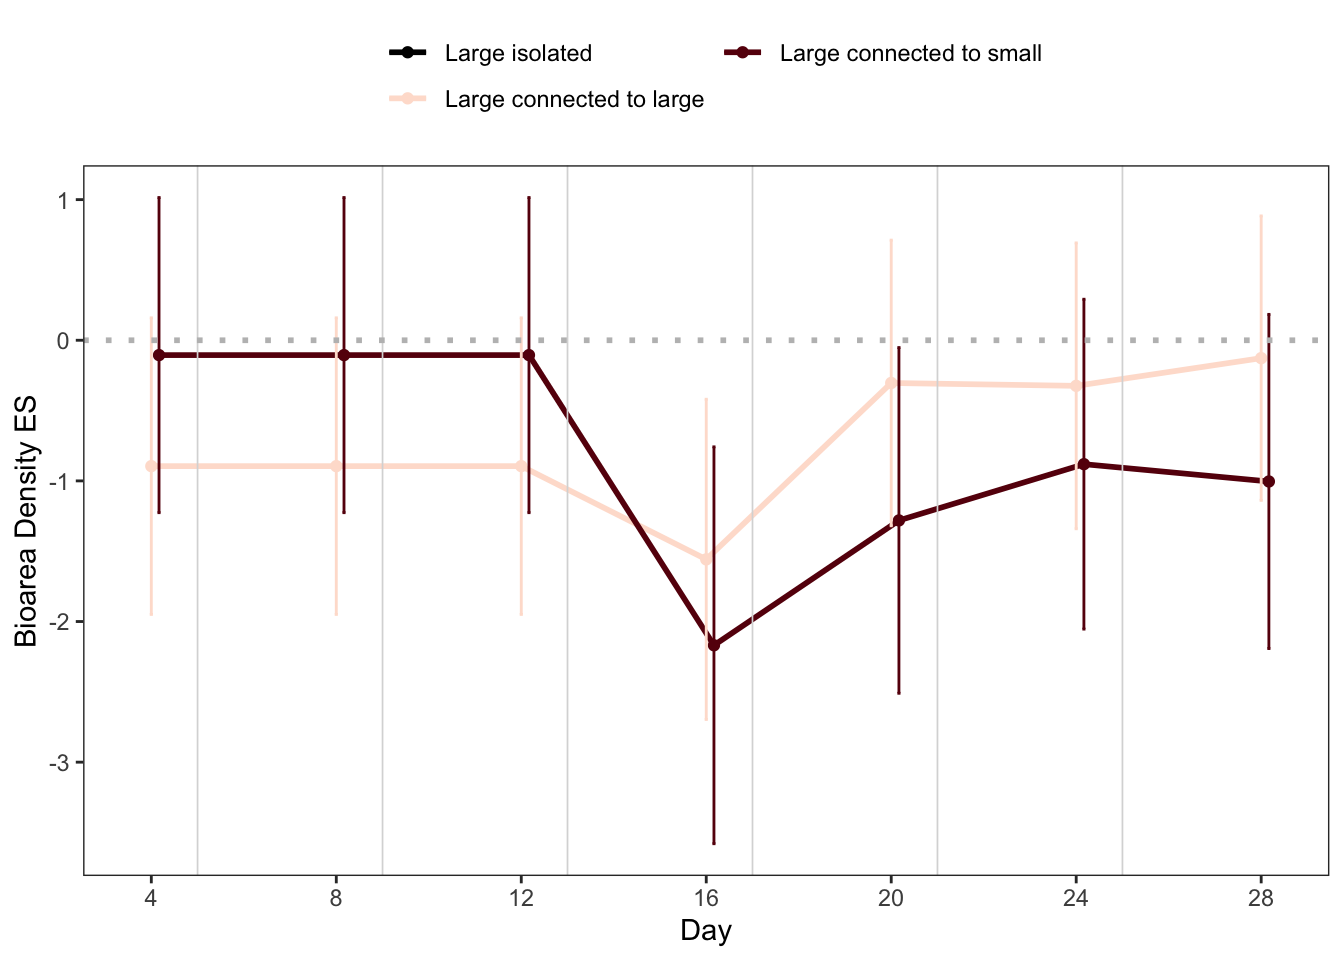 Large isolated
Large connected to small
Large connected to large
Bioarea Density ES
1
0
-1
-2
-3
4 8 12 16 20 24 28
Day